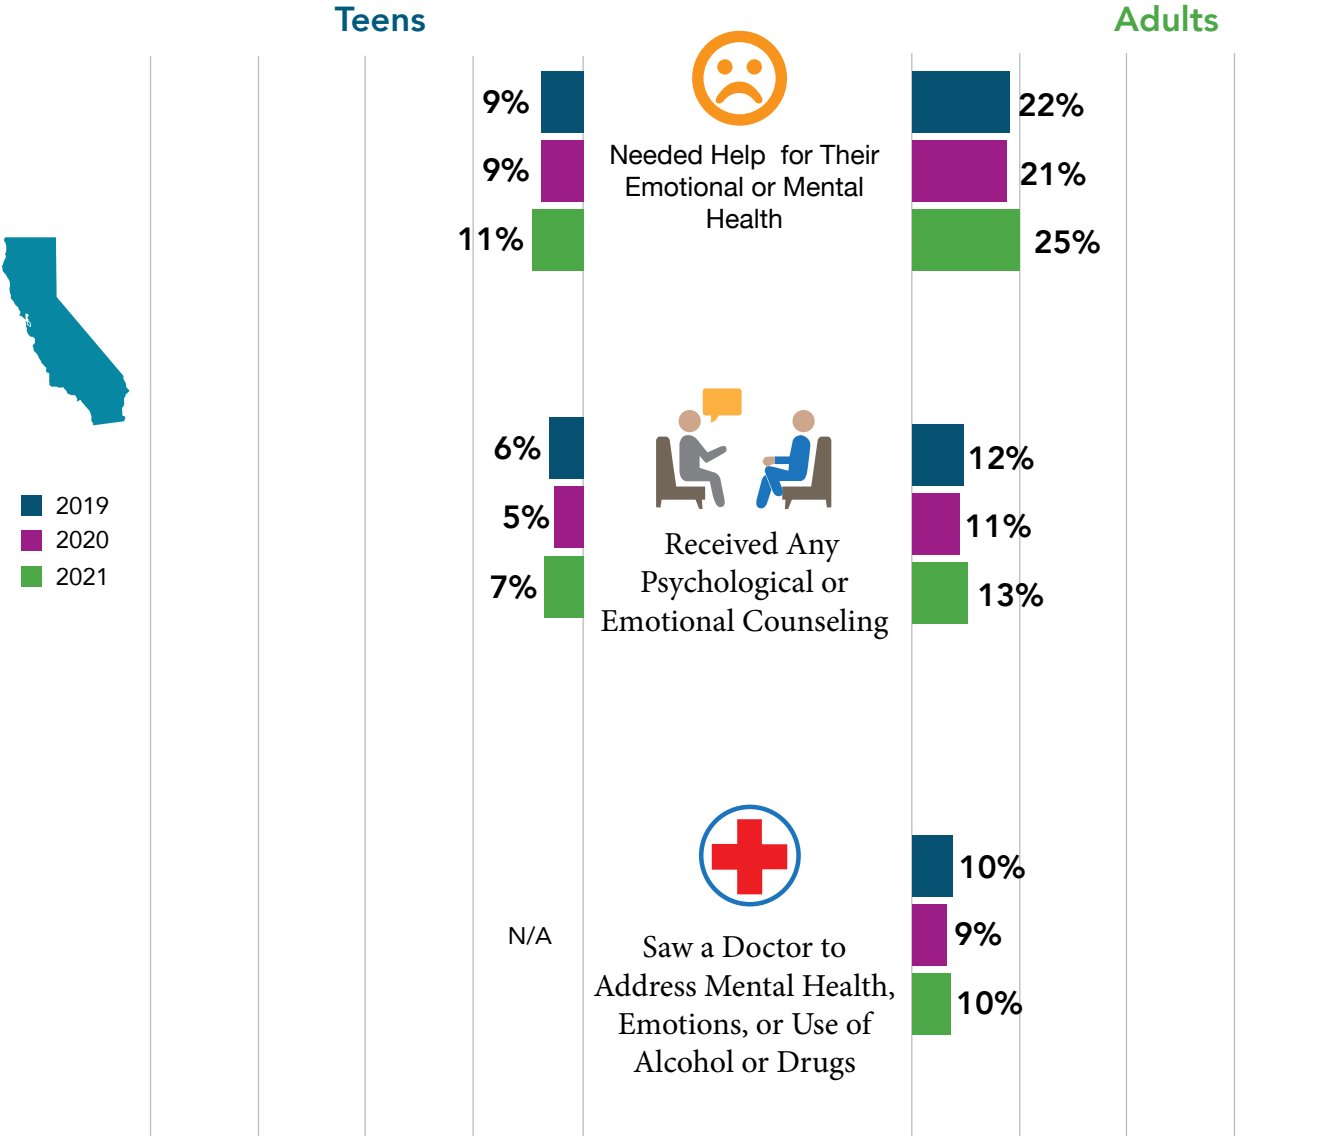 Teens
Adults
9%
22%
9%
21%
11%
25%
Needed Help  for Their
Emotional or Mental
Health
2019
2020
2021
6%
12%
5%
11%
7%
13%
Received Any
Psychological or
Emotional Counseling
N/A
10%
9%
10%
Saw a Doctor to
Address Mental Health,
Emotions, or Use of
Alcohol or Drugs